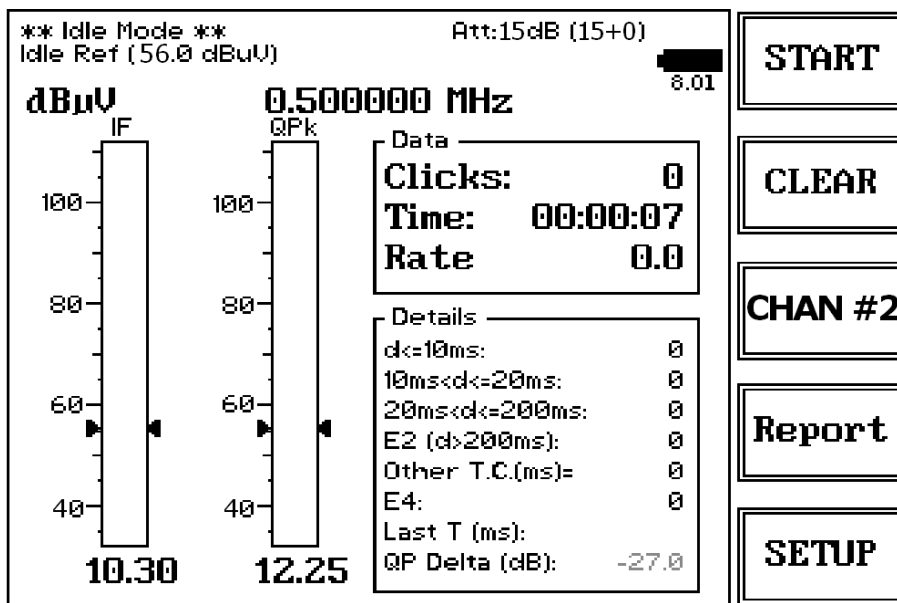 ** Idle Mode **
Att:15dB (15+0)
Idle Ref (56.0 dBuV)
8.01
dBµV
0.500000 MHz
IF
QPk
100
80
60
40
100
80
60
40
10.30
12.25
Data
Clicks: 0
Time: 00:00:07
Rate 0.0
Details
d<=10ms: 0
10ms<d<=20ms: 0
20ms<d<=200ms: 0
E2 (d>200ms): 0
Other T.C.(ms)= 0
E4: 0
Last T (ms):
QP Delta (dB): -27.0
START
CLEAR
CHAN #2
Report
SETUP